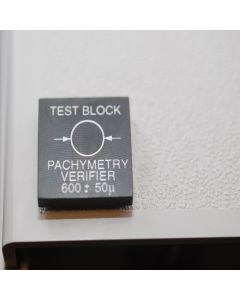 TEST BLOCK
PACHYMETRY
VERIFIER
600 ± 50µ